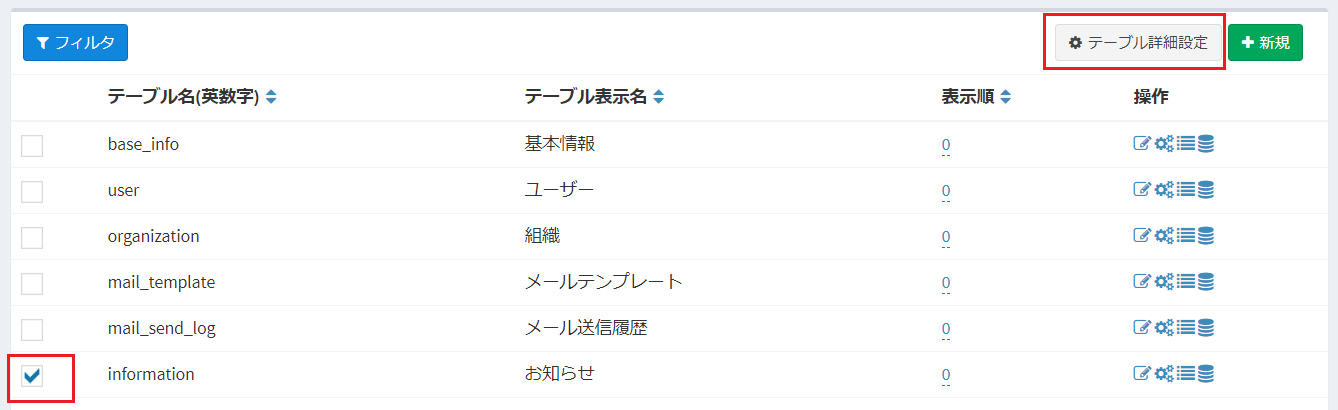 フィルタ テーブル詳細設定 新規
テーブル名(英数字) テーブル表示名 表示順 操作
base_info 基本情報 0
user ユーザー 0
organization 組織 0
mail_template メールテンプレート 0
mail_send_log メール送信履歴 0
information お知らせ 0